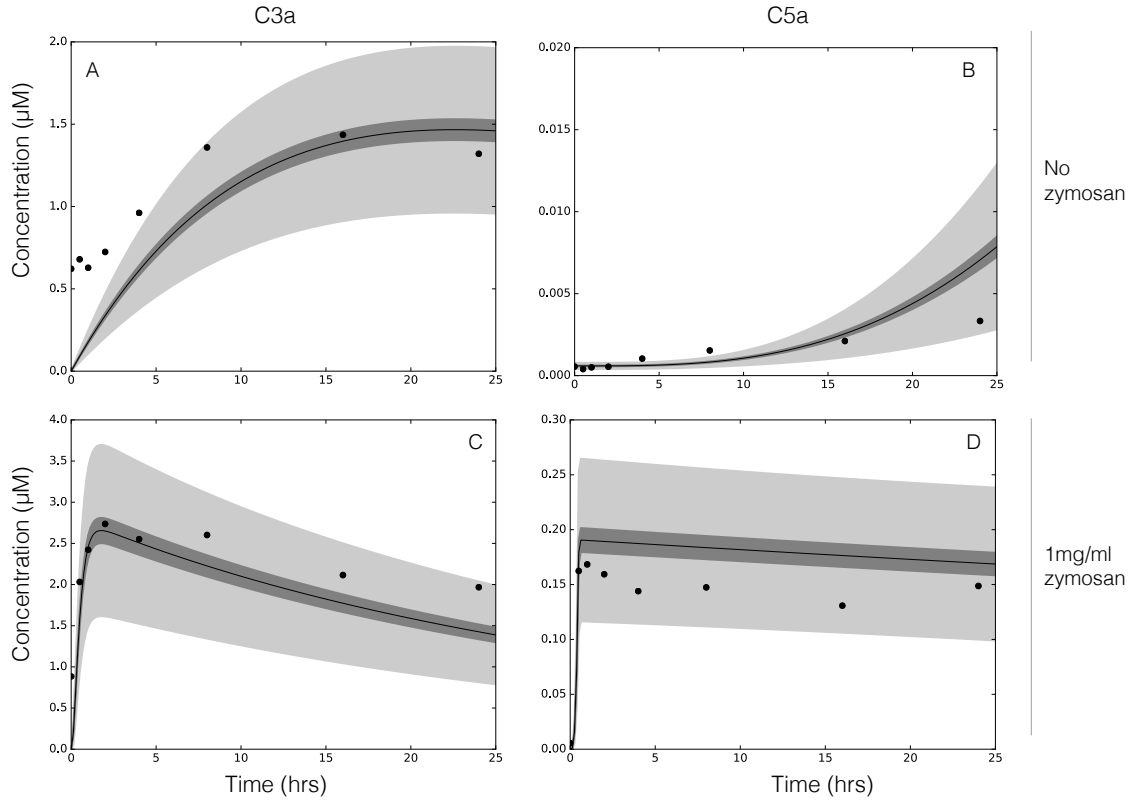 C3a
C5a
A
2.0
1.5
1.0
0.5
0.0
0 5 10 15 20 25
Concentration (μM)
B
0.020
0.015
0.010
0.005
0.000
0 5 10 15 20 25
No
zymosan
C
4.0
3.5
3.0
2.5
2.0
1.5
1.0
0.5
0.0
0 5 10 15 20 25
Concentration (μM)
Time (hrs)
D
0.30
0.25
0.20
0.15
0.10
0.05
0.00
0 5 10 15 20 25
Time (hrs)
1mg/ml
zymosan